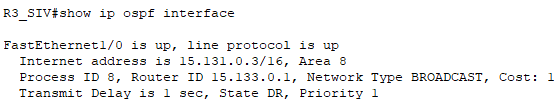 R3_SIV#show ip ospf interface
FastEthernet1/0 is up, line protocol is up
Internet address is 15.131.0.3/16, Area 8
Process ID 8, Router ID 15.133.0.1, Network Type BROADCAST, Cost: 1
Transmit Delay is 1 sec, State DR, Priority 1